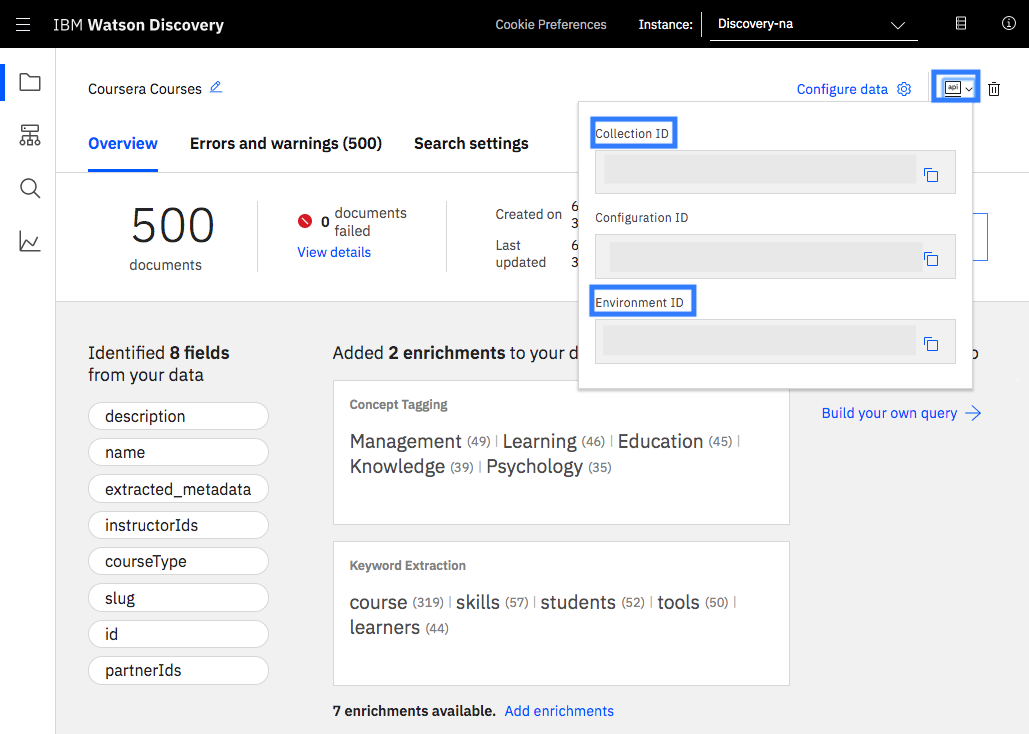 IBM Watson Discovery
Cookie Preferences
Instance:
Discovery-na
Coursera Courses
Configure data
api
Overview
Errors and warnings (500)
Search settings
Collection ID
Configuration ID
Environment ID
500
documents
0 documents
failed
View details
Created on
6
3
Last
updated
6
3
Identified 8 fields
from your data
description
name
extracted_metadata
instructorIds
courseType
slug
id
partnerIds
Added 2 enrichments to your d
Concept Tagging
Management (49) | Learning (46) | Education (45) |
Knowledge (39) | Psychology (35)
Keyword Extraction
course (319) | skills (57) | students (52) | tools (50) |
learners (44)
7 enrichments available. Add enrichments
Build your own query